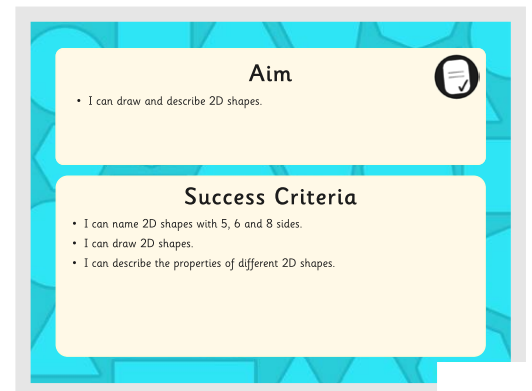 Aim
• I can draw and describe 2D shapes.
Success Criteria
• I can name 2D shapes with 5, 6 and 8 sides.
• I can draw 2D shapes.
• I can describe the properties of different 2D shapes.